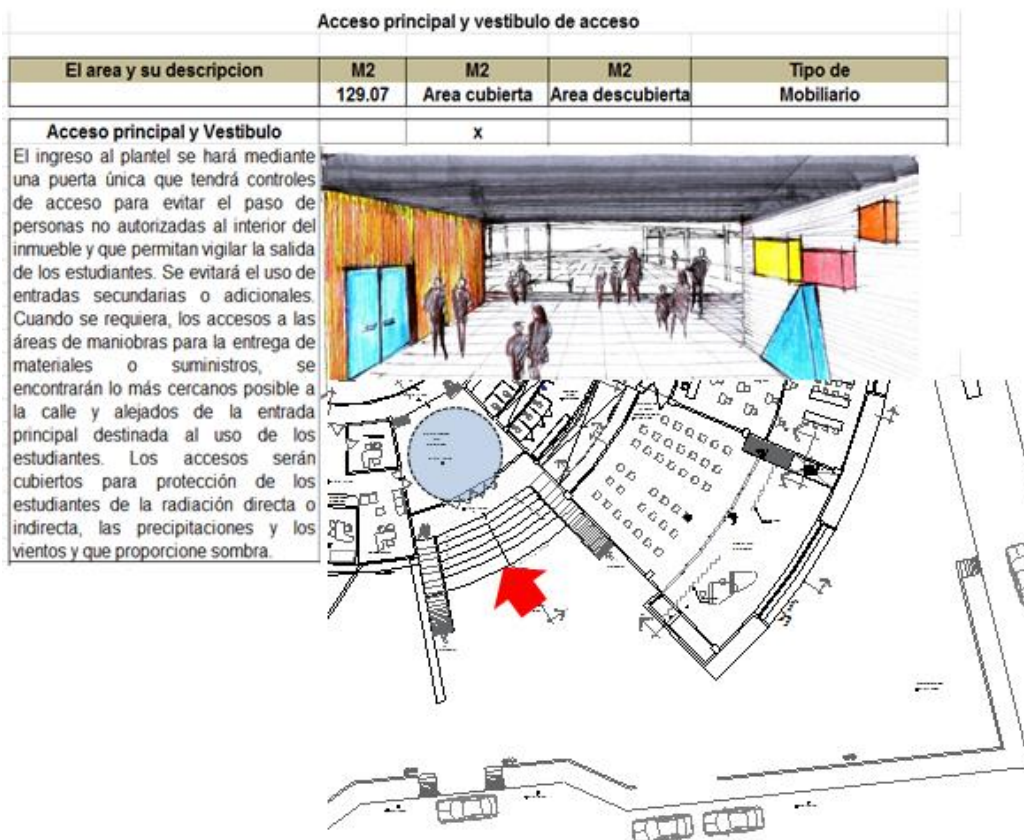 Acceso principal y vestibulo de acceso
El area y su descripcion M2 M2 M2 Tipo de
129.07 Area cubierta Area descubierta Mobiliario
Acceso principal y Vestibulo x
El ingreso al plantel se hará mediante
una puerta única que tendrá controles
de acceso para evitar el paso de
personas no autorizadas al interior del
inmueble y que permitan vigilar la salida
de los estudiantes. Se evitará el uso de
entradas secundarias o adicionales.
Cuando se requiera, los accesos a las
áreas de maniobras para la entrega de
materiales o suministros, se
encontrarán lo más cercanos posible a
la calle y alejados de la entrada
principal destinada al uso de los
estudiantes. Los accesos serán
cubiertos para protección de los
estudiantes de la radiación directa o
indirecta, las precipitaciones y los
vientos y que proporcione sombra.